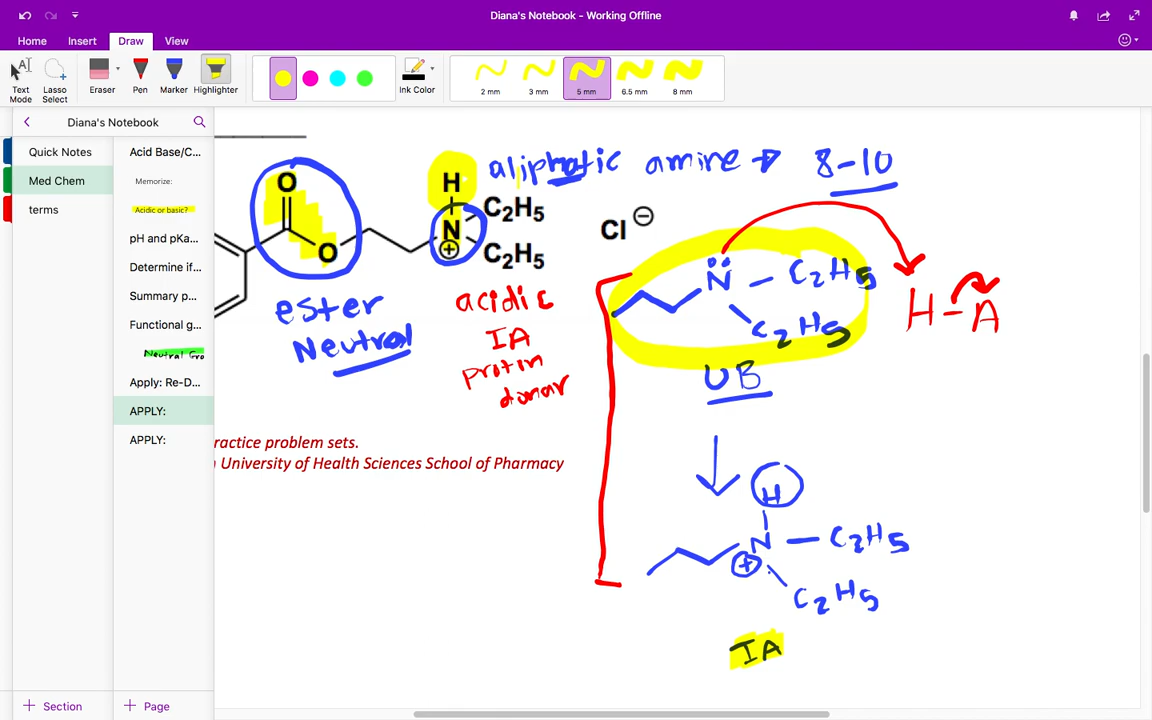 Diana's Notebook - Working Offline
Home Insert Draw View
Text Mode
Lasso Select
Eraser
Pen
Marker
Highlighter
Ink Color
2 mm
3 mm
5 mm
6.5 mm
8 mm
Diana's Notebook
Quick Notes
Med Chem
terms
Acid Base/C...
Memorize:
Acidic or basic?
pH and pKa...
Determine if...
Summary p...
Functional g...
Neutral Gro
Apply: Re-D...
APPLY:
APPLY:
+ Section
+ Page
O
O
H
N
⊕
C2H5
C2H5
Cl ⊖
aliphatic amine → 8-10
ester
Neutral
acidic
IA
proton
donar
N - C2H5
C2H5
H - A
UB
H
N - C2H5
⊕
C2H5
IA
ractice problem sets.
University of Health Sciences School of Pharmacy